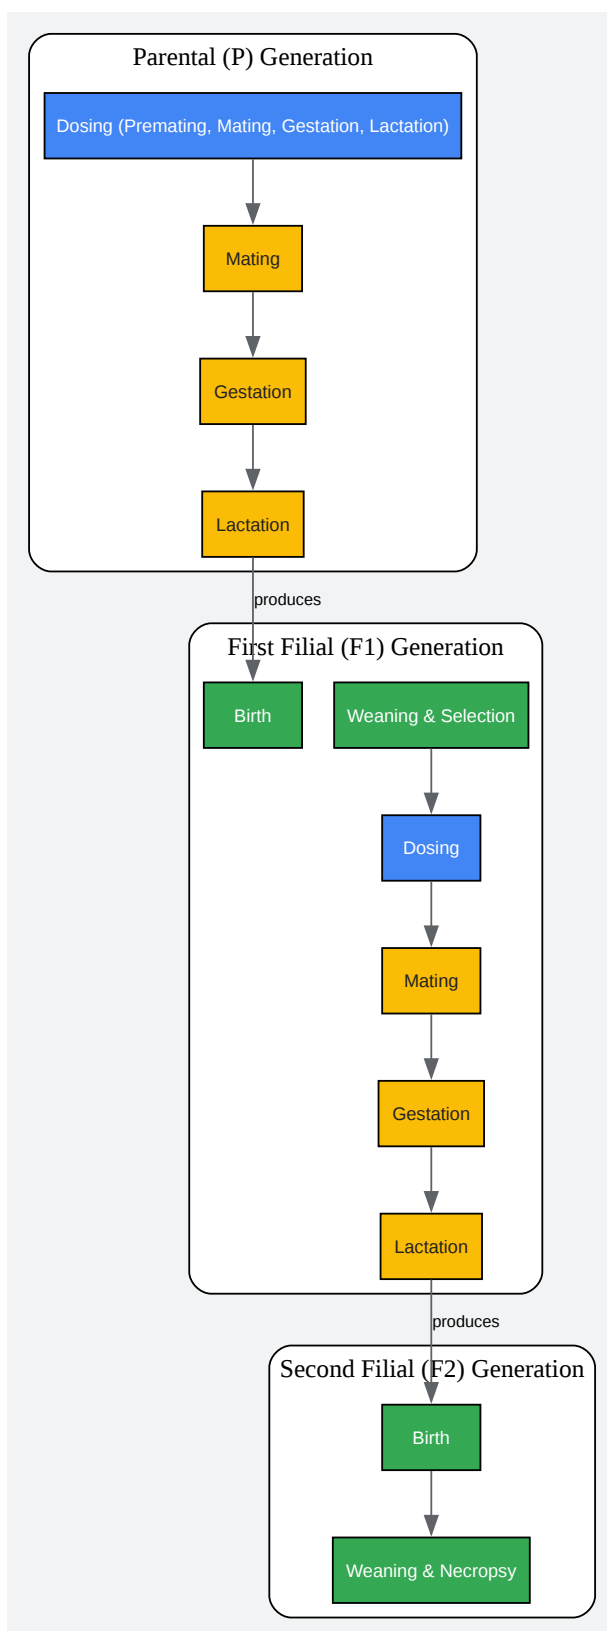 Parental (P) Generation
Dosing (Premating, Mating, Gestation, Lactation)
Mating
Gestation
Lactation
produces
First Filial (F1) Generation
Birth
Weaning & Selection
Dosing
Mating
Gestation
Lactation
produces
Second Filial (F2) Generation
Birth
Weaning & Necropsy